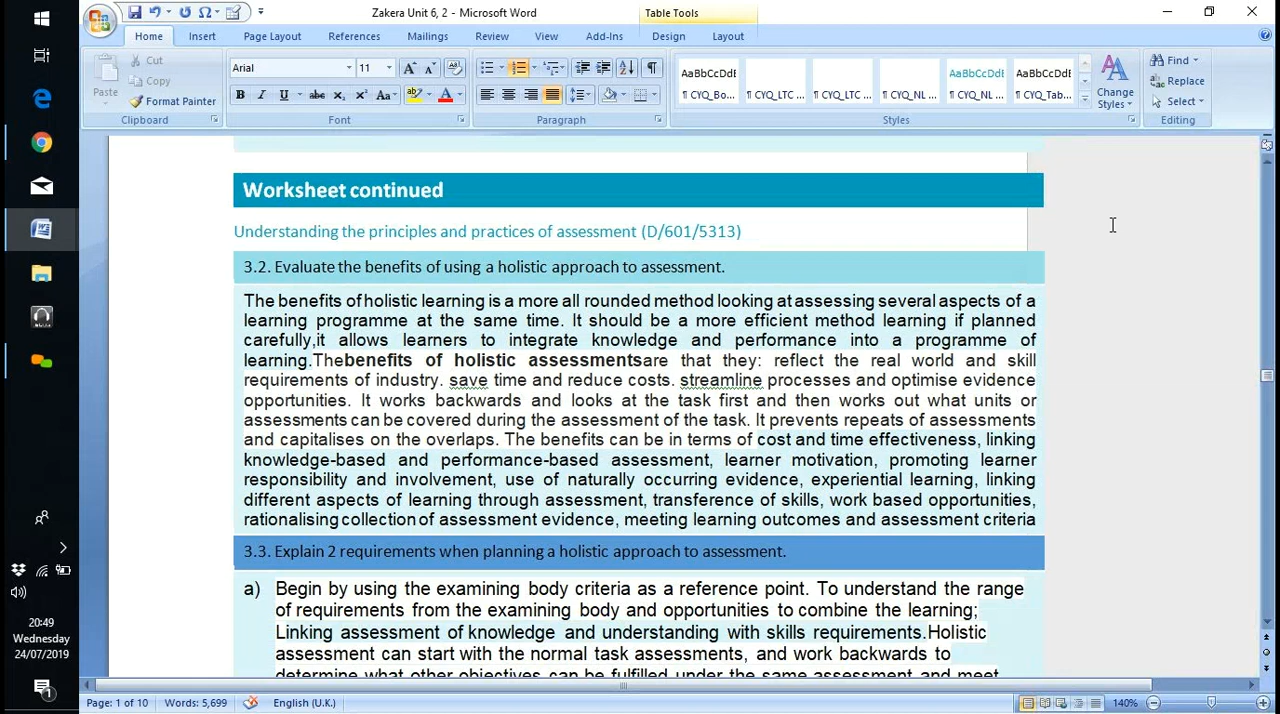 Zakera Unit 6, 2 - Microsoft Word
Table Tools
Home Insert Page Layout References Mailings Review View Add-Ins Design Layout
Paste
Cut
Copy
Format Painter
Clipboard
Arial 11
Font
Paragraph
AaBbCcDdE AaBbCcDdE AaBbCcDdE
¶ CYQ_Bo... ¶ CYQ_LTC ... ¶ CYQ_LTC ... ¶ CYQ_NL ... ¶ CYQ_NL ... ¶ CYQ_Tab...
Styles
Change
Styles
Find
Replace
Select
Editing
Worksheet continued
Understanding the principles and practices of assessment (D/601/5313)
3.2. Evaluate the benefits of using a holistic approach to assessment.
The benefits of holistic learning is a more all rounded method looking at assessing several aspects of a
learning programme at the same time. It should be a more efficient method learning if planned
carefully,it allows learners to integrate knowledge and performance into a programme of
learning.Thebenefits of holistic assessmentsare that they: reflect the real world and skill
requirements of industry. save time and reduce costs. streamline processes and optimise evidence
opportunities. It works backwards and looks at the task first and then works out what units or
assessments can be covered during the assessment of the task. It prevents repeats of assessments
and capitalises on the overlaps. The benefits can be in terms of cost and time effectiveness, linking
knowledge-based and performance-based assessment, learner motivation, promoting learner
responsibility and involvement, use of naturally occurring evidence, experiential learning, linking
different aspects of learning through assessment, transference of skills, work based opportunities,
rationalising collection of assessment evidence, meeting learning outcomes and assessment criteria
3.3. Explain 2 requirements when planning a holistic approach to assessment.
a) Begin by using the examining body criteria as a reference point. To understand the range
of requirements from the examining body and opportunities to combine the learning;
Linking assessment of knowledge and understanding with skills requirements.Holistic
assessment can start with the normal task assessments, and work backwards to
determine what other objectives can be fulfilled under the same assessment and meet
20:49
Wednesday
24/07/2019
1
Page: 1 of 10 Words: 5,699 English (U.K.) 140%